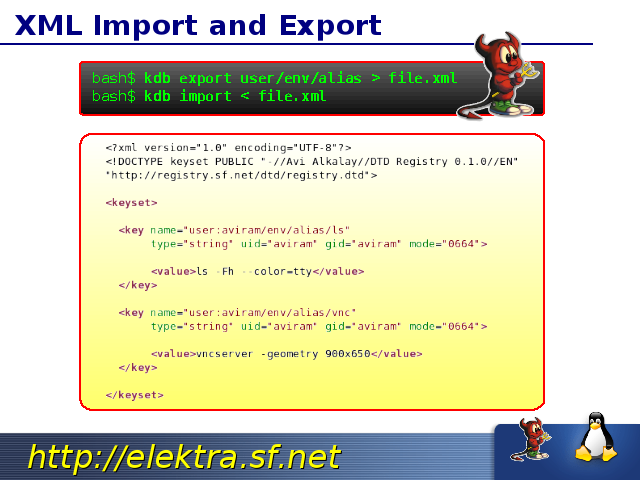 XML Import and Export
bash$ kdb export user/env/alias > file.xml
bash$ kdb import < file.xml
<?xml version="1.0" encoding="UTF-8"?>
<!DOCTYPE keyset PUBLIC "-//Avi Alkalay//DTD Registry 0.1.0//EN"
"http://registry.sf.net/dtd/registry.dtd">
<keyset>
<key name="user:aviram/env/alias/ls"
type="string" uid="aviram" gid="aviram" mode="0664">
<value>ls -Fh --color=tty</value>
</key>
<key name="user:aviram/env/alias/vnc"
type="string" uid="aviram" gid="aviram" mode="0664">
<value>vncserver -geometry 900x650</value>
</key>
</keyset>
http://elektra.sf.net